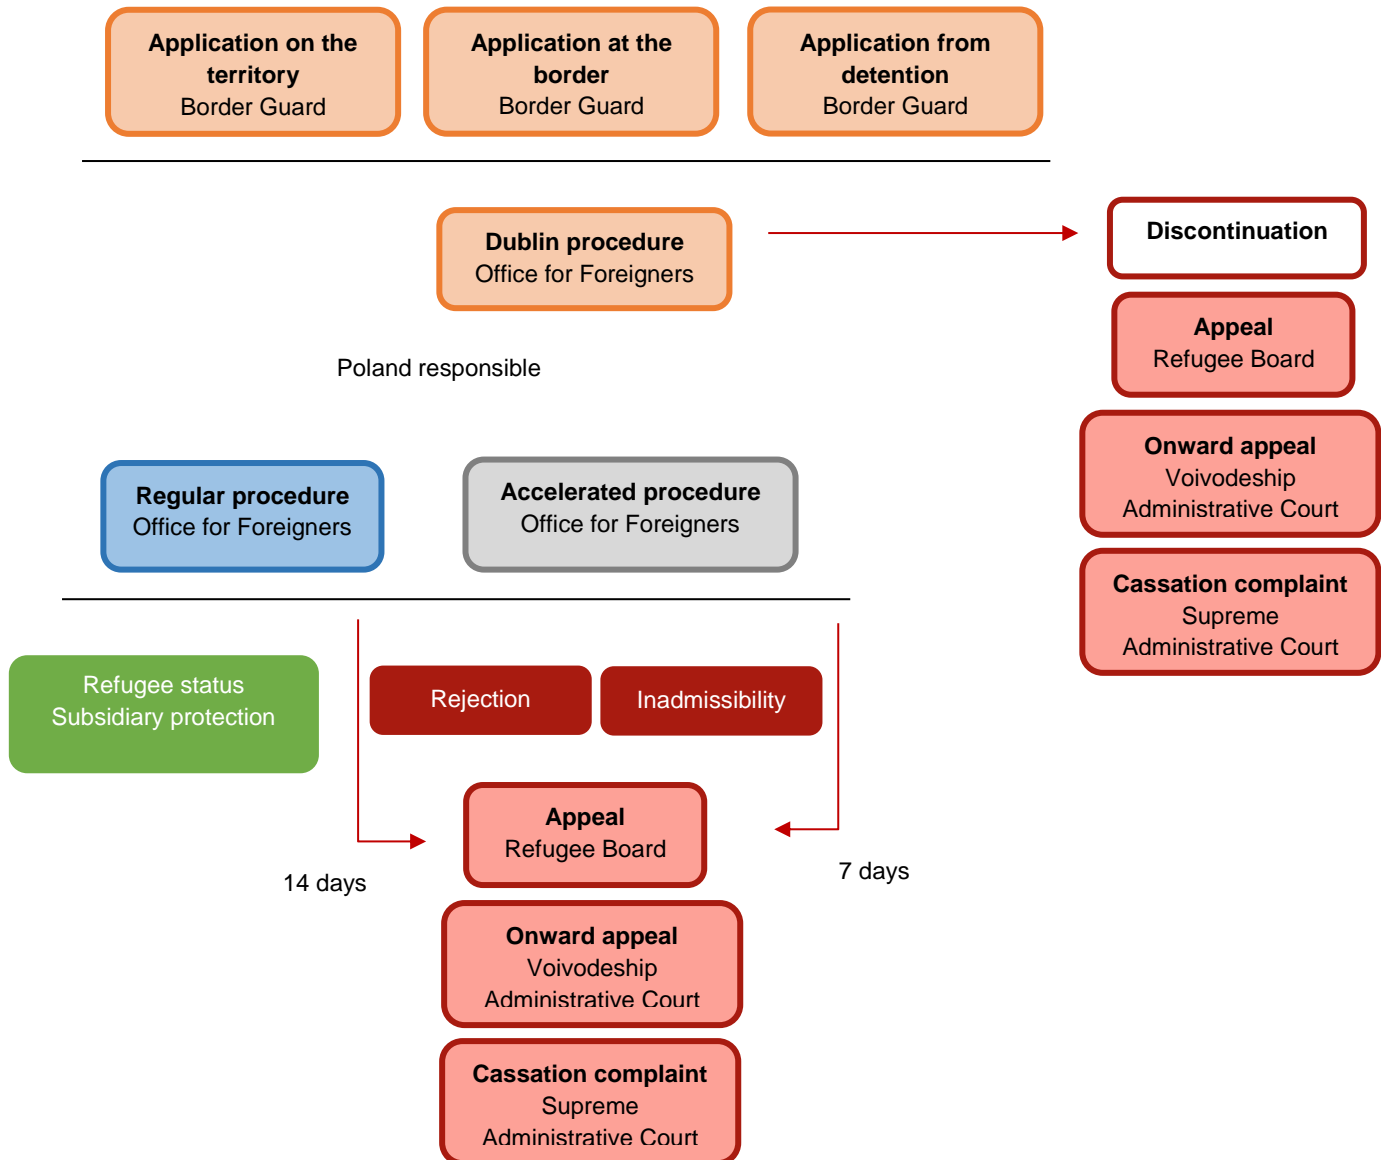 Application on the
territory
Border Guard
Application at the
border
Border Guard
Application from
detention
Border Guard
Dublin procedure
Office for Foreigners
Discontinuation
Appeal
Refugee Board
Poland responsible
Onward appeal
Voivodeship
Administrative Court
Regular procedure
Office for Foreigners
Accelerated procedure
Office for Foreigners
Cassation complaint
Supreme
Administrative Court
Refugee status
Subsidiary protection
Rejection
Inadmissibility
Appeal
Refugee Board
14 days
7 days
Onward appeal
Voivodeship
Administrative Court
Cassation complaint
Supreme
Administrative Court